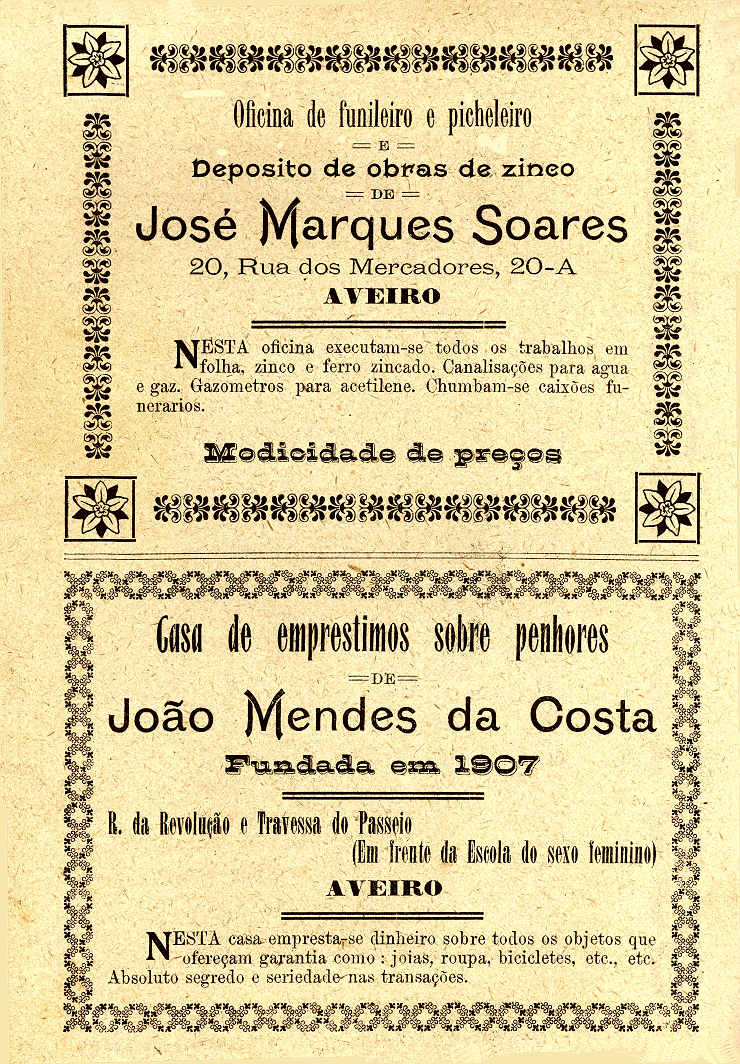 Oficina de funileiro e picheleiro
E
Deposito de obras de zinco
DE
José Marques Soares
20, Rua dos Mercadores, 20-A
AVEIRO
NESTA oficina executam-se todos os trabalhos em
folha, zinco e ferro zincado. Canalisações para agua
e gaz. Gazometros para acetilene. Chumbam-se caixões fu-
nerarios.
Modicidade de preços
Casa de emprestimos sobre penhores
DE
João Mendes da Costa
Fundada em 1907
R. da Revolução e Travessa do Passeio
(Em frente da Escola do sexo feminino)
AVEIRO
NESTA casa empresta-se dinheiro sobre todos os objetos que
ofereçam garantia como : joias, roupa, bicicletes, etc., etc.
Absoluto segredo e seriedade nas transações.